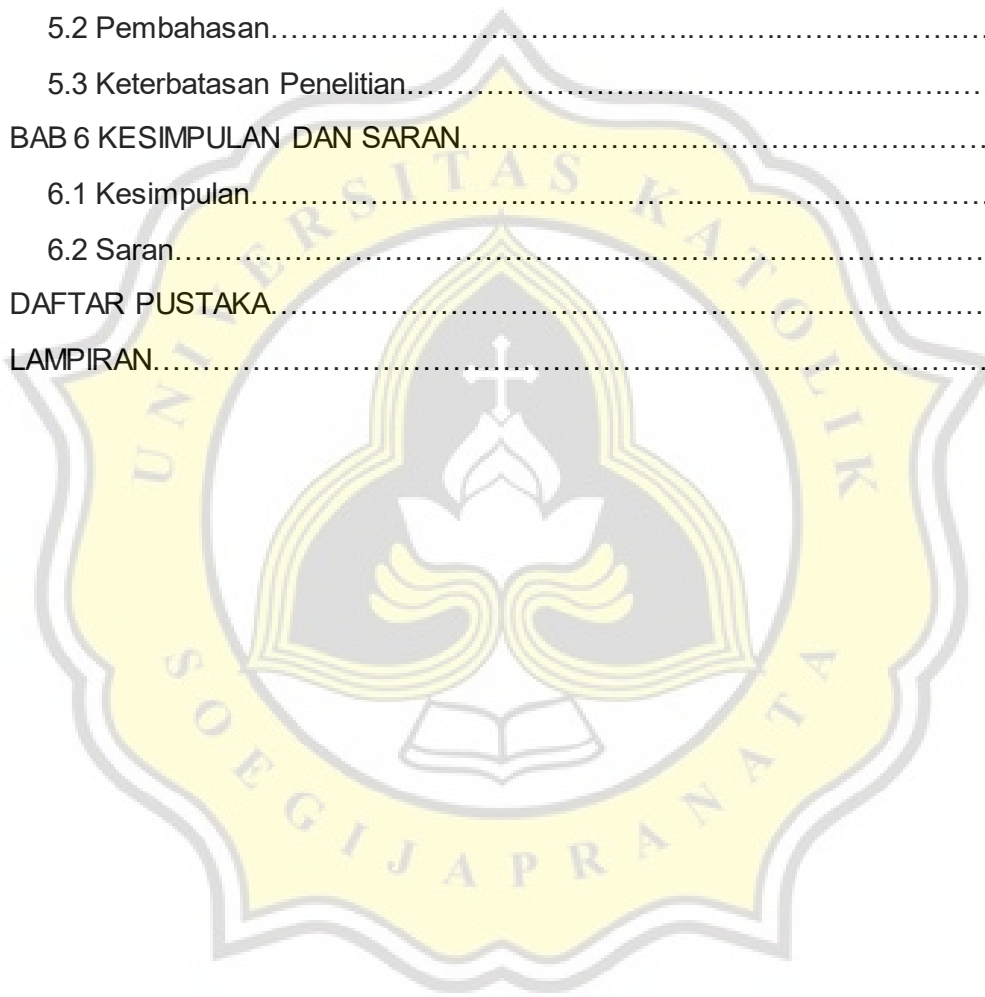 5.2 Pembahasan……………………………………………………………………
5.3 Keterbatasan Penelitian……………………………………………………
BAB 6 KESIMPULAN DAN SARAN………………………………………………
6.1 Kesimpulan……………………………………………………………………
6.2 Saran……………………………………………………………………………
DAFTAR PUSTAKA……………………………………………………………………
LAMPIRAN………………………………………………………………………………
UNIVERSITAS KATOLIK
SOEGIJAPRANATA